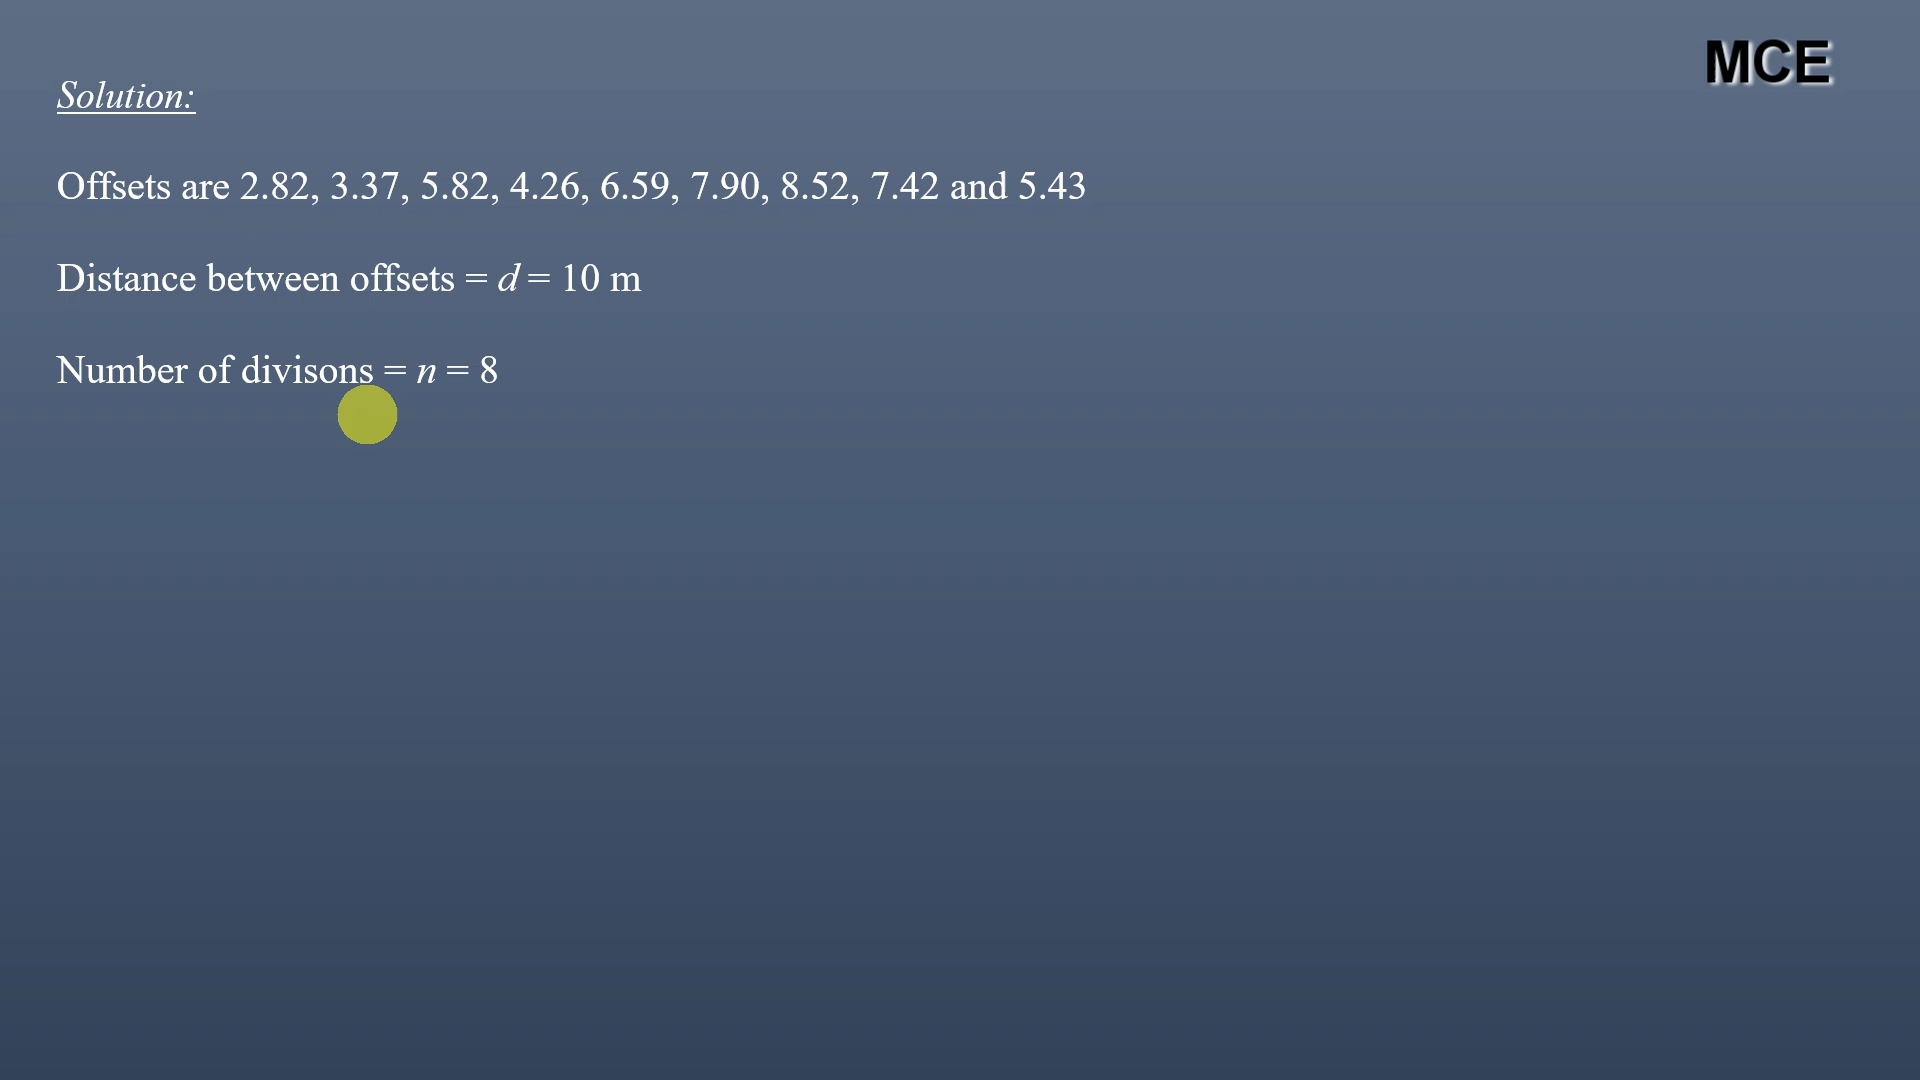 MCE
Solution:
Offsets are 2.82, 3.37, 5.82, 4.26, 6.59, 7.90, 8.52, 7.42 and 5.43
Distance between offsets = d = 10 m
Number of divisons = n = 8